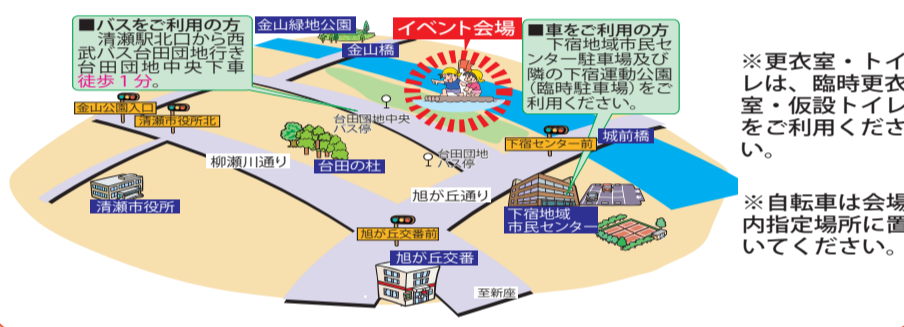 ■バスをご利用の方
清瀬駅北口から西
武バス台田団地行き
台田団地中央下車
徒歩1分。
金山緑地公園
金山橋
イベント会場
■車をご利用の方
下宿地域市民セ
ンター駐車場及び
隣の下宿運動公園
(臨時駐車場)をご
利用ください。
金山公園入口
清瀬市役所北
台田団地中央
バス停
下宿センター前
城前橋
柳瀬川通り
台田の杜
台田団地
バス停
清瀬市役所
旭が丘通り
下宿地域
市民センター
旭が丘交番前
旭が丘交番
至新座
※更衣室・トイ
レは、臨時更衣
室・仮設トイレ
をご利用くださ
い。
※自転車は会場
内指定場所に置
いてください。